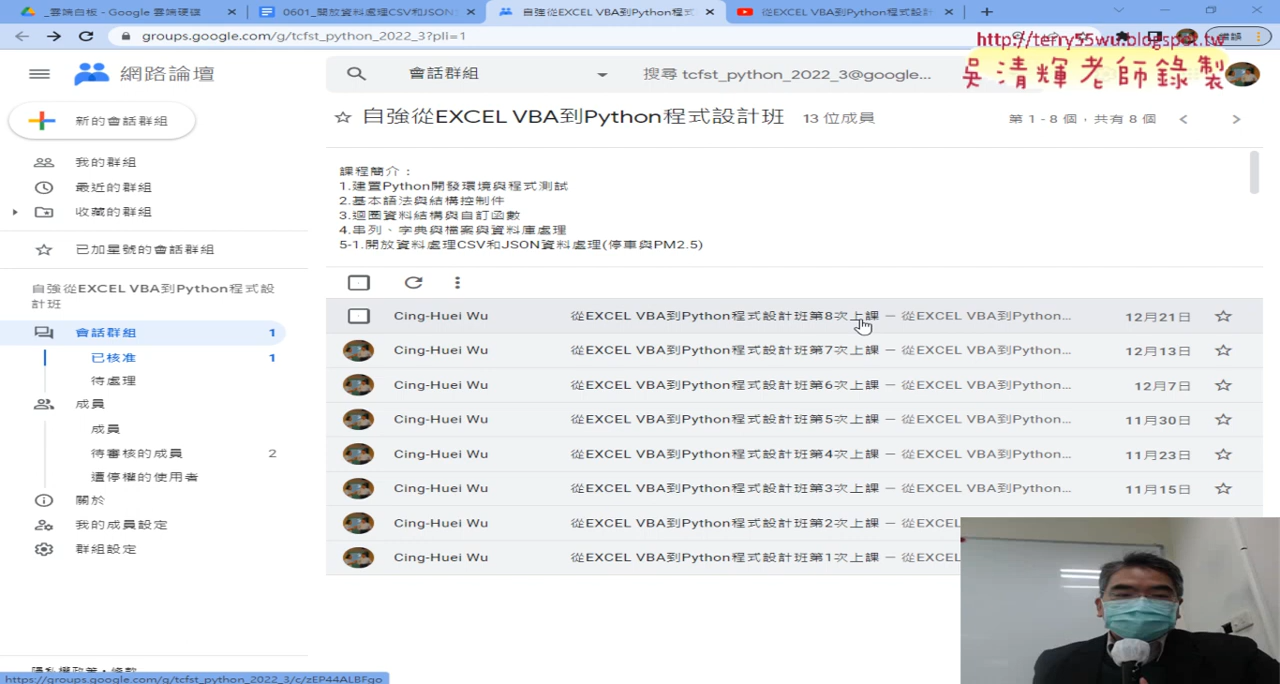 _雲端白板 - Google 雲端硬碟
0601_開放資料處理CSV和JSON
自強從EXCEL VBA到Python程式
從EXCEL VBA到Python程式設計
groups.google.com/g/tcfst_python_2022_3?pli=1
http://terry55wu.blogspot.tw
吳清輝老師錄製
網路論壇
會話群組
搜尋 tcfst_python_2022_3@google...
新的會話群組
自強從EXCEL VBA到Python程式設計班
13 位成員
第 1 - 8 個，共有 8 個
我的群組
最近的群組
收藏的群組
已加星號的會話群組
自強從EXCEL VBA到Python程式設
計班
會話群組 1
已核准 1
待處理
成員
成員
待審核的成員 2
遭停權的使用者
關於
我的成員設定
群組設定
隱私權政策 • 條款
https://groups.google.com/g/tcfst_python_2022_3/c/zEP44ALBFgo
課程簡介：
1.建置Python開發環境與程式測試
2.基本語法與結構控制件
3.迴圈資料結構與自訂函數
4.串列、字典與檔案與資料庫處理
5-1.開放資料處理CSV和JSON資料處理(停車與PM2.5)
Cing-Huei Wu 從EXCEL VBA到Python程式設計班第8次上課 — 從EXCEL VBA到Python... 12月21日
Cing-Huei Wu 從EXCEL VBA到Python程式設計班第7次上課 — 從EXCEL VBA到Python... 12月13日
Cing-Huei Wu 從EXCEL VBA到Python程式設計班第6次上課 — 從EXCEL VBA到Python... 12月7日
Cing-Huei Wu 從EXCEL VBA到Python程式設計班第5次上課 — 從EXCEL VBA到Python... 11月30日
Cing-Huei Wu 從EXCEL VBA到Python程式設計班第4次上課 — 從EXCEL VBA到Python... 11月23日
Cing-Huei Wu 從EXCEL VBA到Python程式設計班第3次上課 — 從EXCEL VBA到Python... 11月15日
Cing-Huei Wu 從EXCEL VBA到Python程式設計班第2次上課 — 從EXCEL VBA
Cing-Huei Wu 從EXCEL VBA到Python程式設計班第1次上課 — 從EXCEL VBA